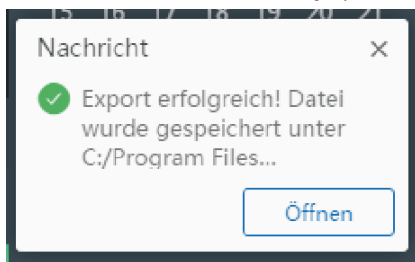 15 16 17 18 19 20 21
Nachricht
Export erfolgreich! Datei
wurde gespeichert unter
C:/Program Files...
Öffnen